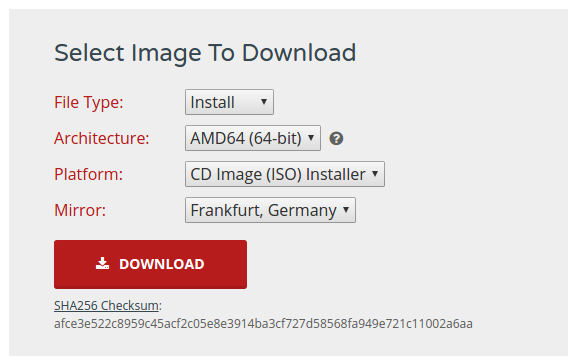 Select Image To Download
File Type: Install
Architecture: AMD64 (64-bit) ?
Platform: CD Image (ISO) Installer
Mirror: Frankfurt, Germany
DOWNLOAD
SHA256 Checksum:
afce3e522c8959c45acf2c05e8e3914ba3cf727d58568fa949e721c11002a6aa